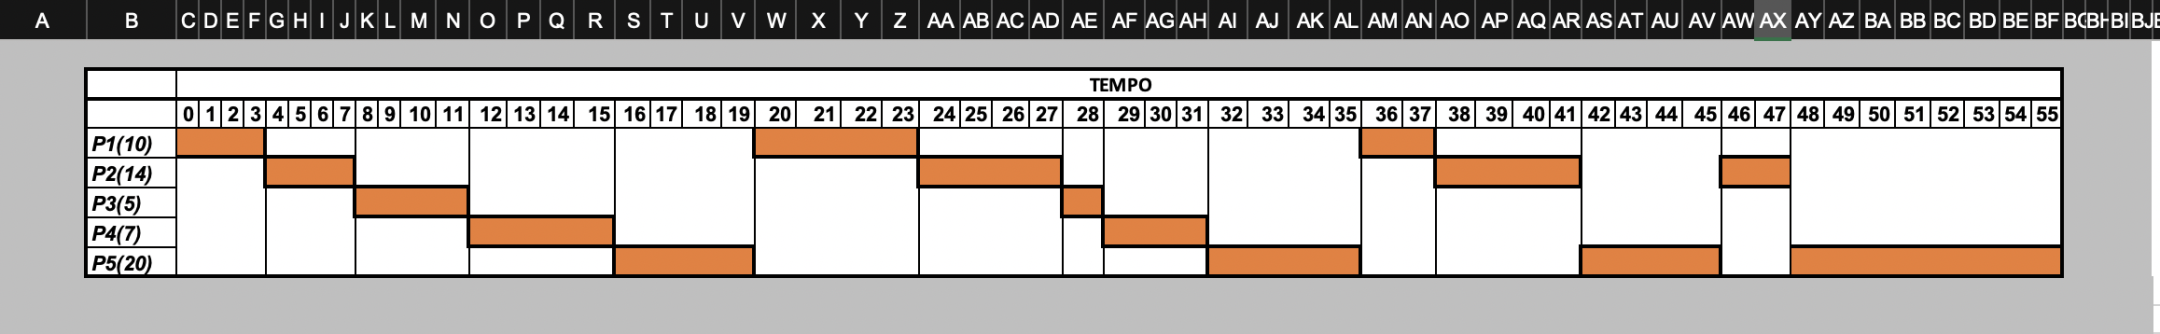 A B C D E F G H I J K L M N O P Q R S T U V W X Y Z AA AB AC AD AE AF AG AH AI AJ AK AL AM AN AO AP AQ AR AS AT AU AV AW AX AY AZ BA BB BC BD BE BF BG BH BI BJ
TEMPO
0 1 2 3 4 5 6 7 8 9 10 11 12 13 14 15 16 17 18 19 20 21 22 23 24 25 26 27 28 29 30 31 32 33 34 35 36 37 38 39 40 41 42 43 44 45 46 47 48 49 50 51 52 53 54 55
P1(10)
P2(14)
P3(5)
P4(7)
P5(20)